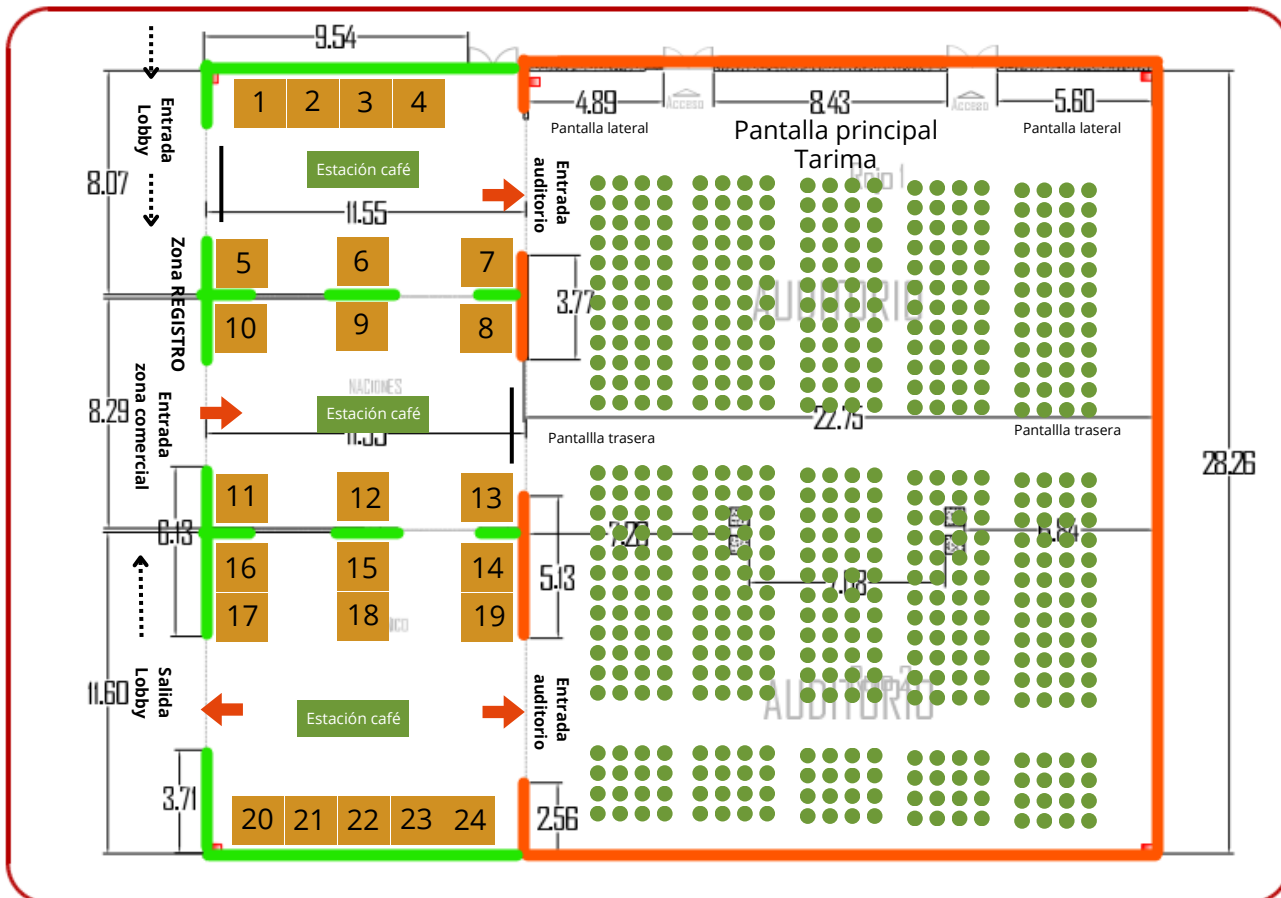 9.54
1
2
3
4
4.89
8.43
5.60
Acceso
Acceso
Pantalla lateral
Pantalla principal
Tarima
Pantalla lateral
Entrada
Lobby
Estación café
Entrada
auditorio
Rojo 1
8.07
11.55
Zona REGISTRO
5
6
7
3.77
AUDITORIO
10
9
8
NACIONES
Entrada
zona comercial
8.29
Estación café
22.75
Pantallla trasera
Pantallla trasera
28.26
11
12
13
6.13
16
15
14
5.13
17
18
19
11.60
Salida
Lobby
Estación café
Entrada
auditorio
AUDITORIO
3.71
2.56
20
21
22
23
24